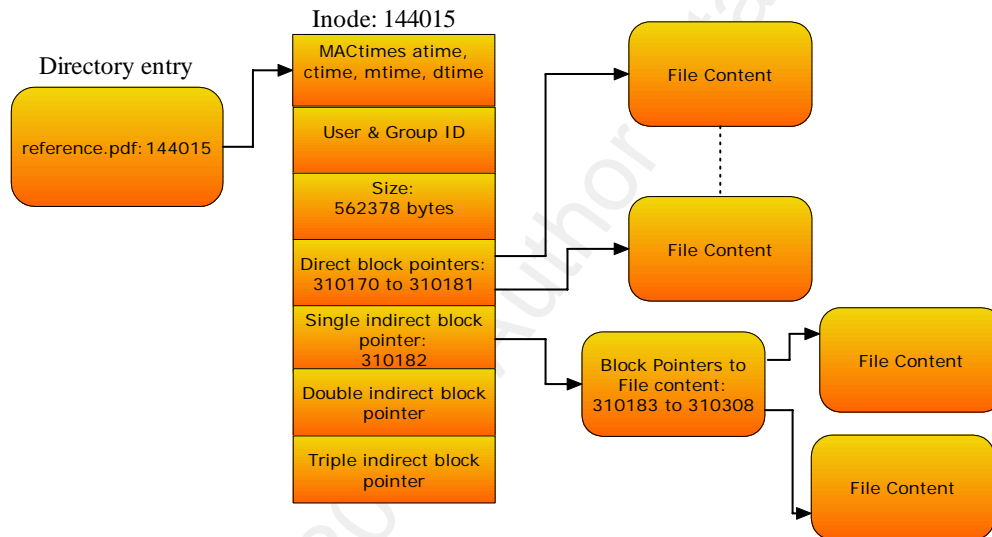 Inode: 144015
Directory entry
reference.pdf: 144015
MACtimes atime,
ctime, mtime, dtime
User & Group ID
Size:
562378 bytes
Direct block pointers:
310170 to 310181
Single indirect block
pointer:
310182
Double indirect block
pointer
Triple indirect block
pointer
File Content
File Content
Block Pointers to
File content:
310183 to 310308
File Content
File Content
Author